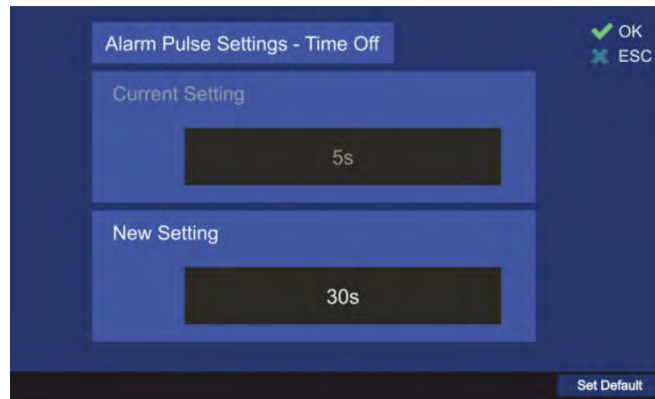 Alarm Pulse Settings - Time Off
OK
ESC
Current Setting
5s
New Setting
30s
Set Default